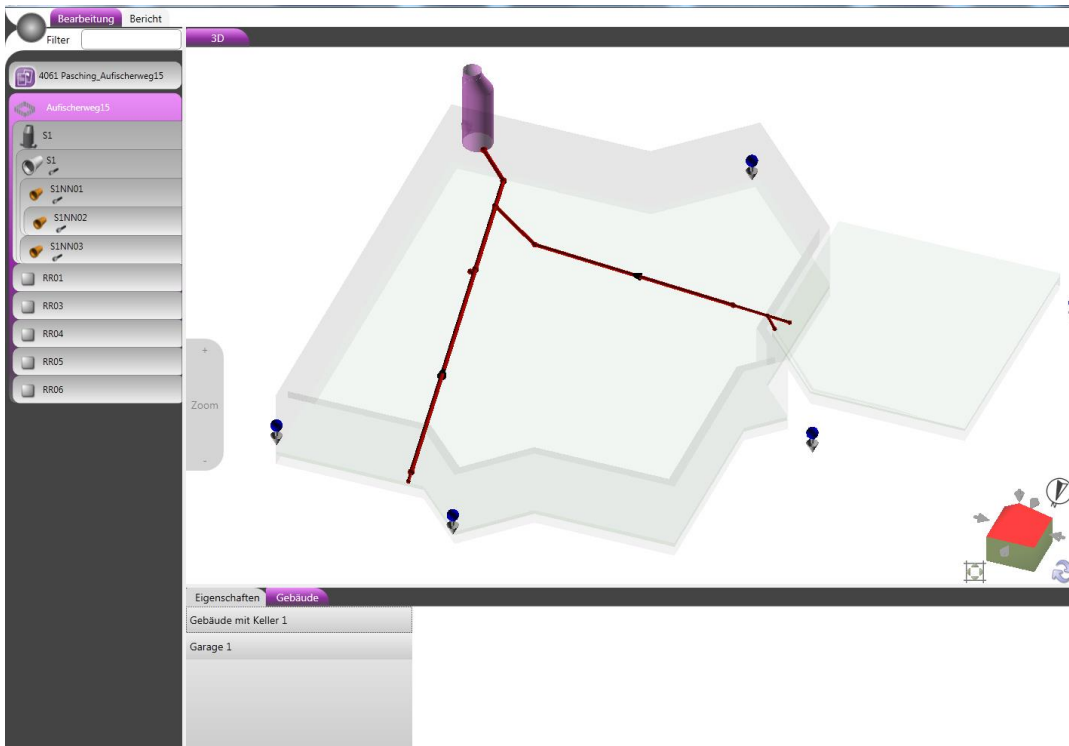 Bearbeitung Bericht
Filter
3D
4061 Pasching_Aufischerweg15
Aufischerweg15
S1
S1
S1NN01
S1NN02
S1NN03
RR01
RR03
RR04
RR05
RR06
+
Zoom
-
Eigenschaften Gebäude
Gebäude mit Keller 1
Garage 1